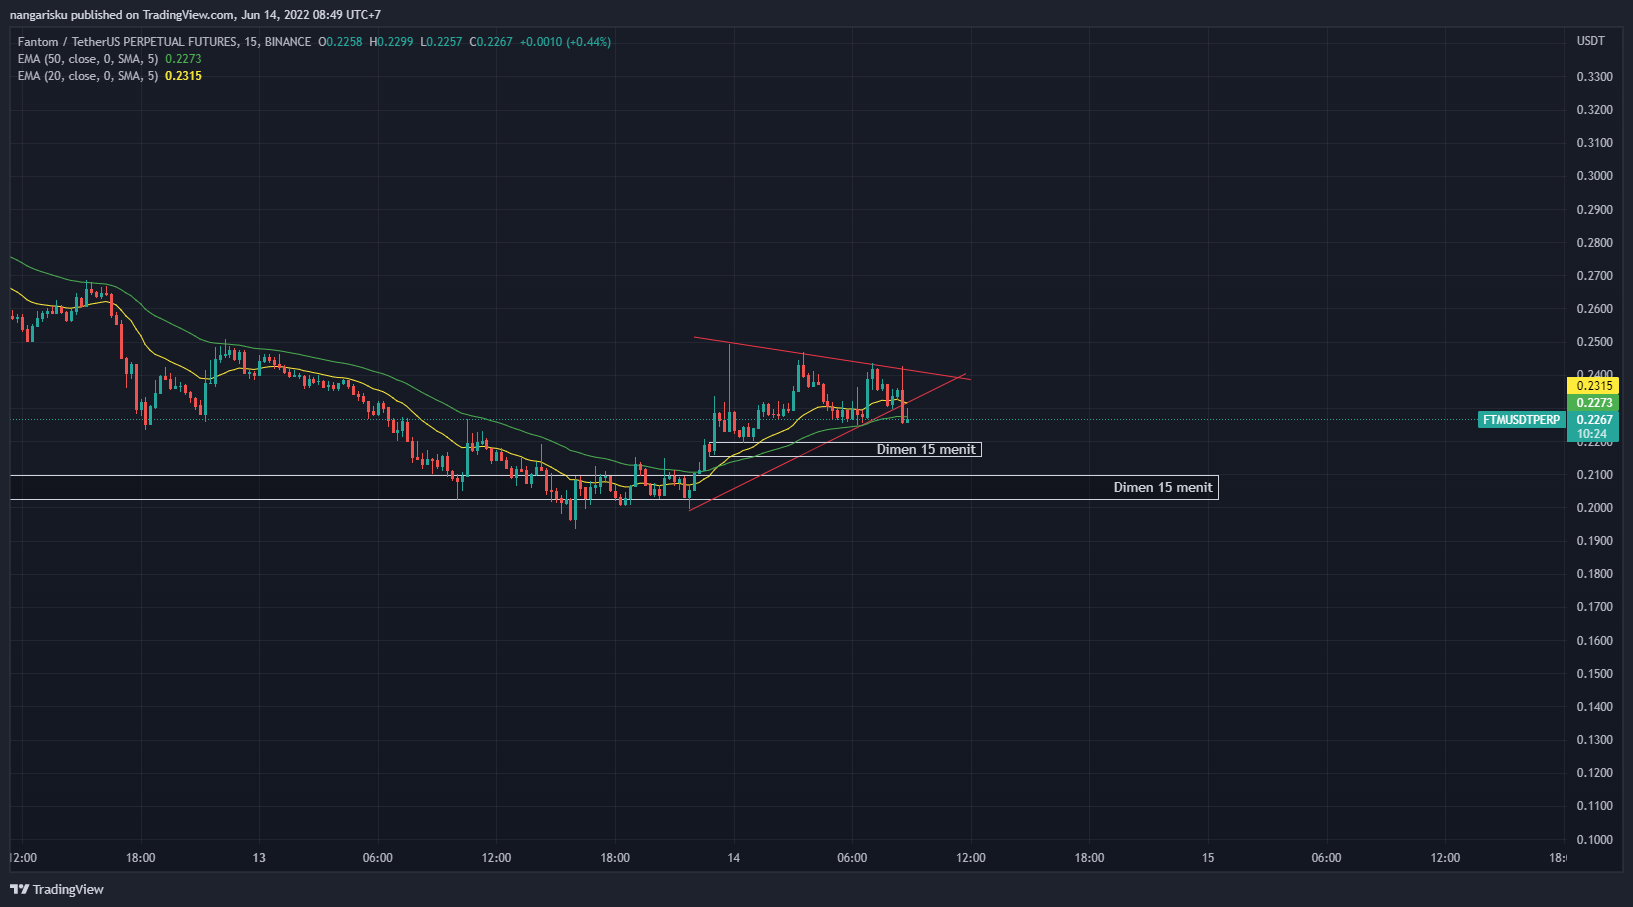 nangarisku published on TradingView.com, Jun 14, 2022 08:49 UTC+7
Fantom / TetherUS PERPETUAL FUTURES, 15, BINANCE O0.2258 H0.2299 L0.2257 C0.2267 +0.0010 (+0.44%)
EMA (50, close, 0, SMA, 5) 0.2273
EMA (20, close, 0, SMA, 5) 0.2315
USDT
0.3300
0.3200
0.3100
0.3000
0.2900
0.2800
0.2700
0.2600
0.2500
0.2400
0.2315
0.2273
FTMUSDTPERP 0.2267
10:24
0.2200
Dimen 15 menit
0.2100
Dimen 15 menit
0.2000
0.1900
0.1800
0.1700
0.1600
0.1500
0.1400
0.1300
0.1200
0.1100
0.1000
12:00 18:00 13 06:00 12:00 18:00 14 06:00 12:00 18:00 15 06:00 12:00 18:
TradingView